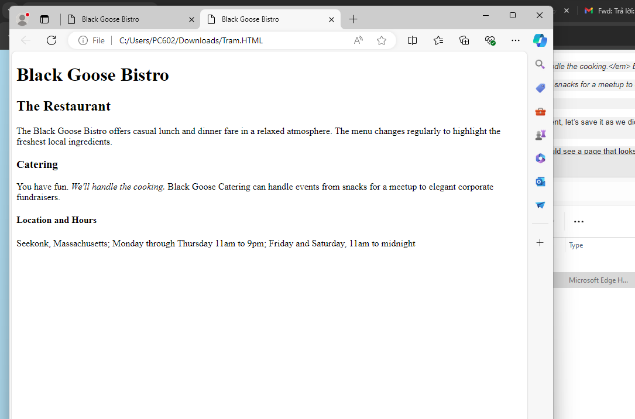 Fwd: Trả lời
Black Goose Bistro
Black Goose Bistro
File
C:/Users/PC602/Downloads/Tram.HTML
Black Goose Bistro
The Restaurant
The Black Goose Bistro offers casual lunch and dinner fare in a relaxed atmosphere. The menu changes regularly to highlight the
freshest local ingredients.
Catering
You have fun. We'll handle the cooking. Black Goose Catering can handle events from snacks for a meetup to elegant corporate
fundraisers.
Location and Hours
Seekonk, Massachusetts; Monday through Thursday 11am to 9pm; Friday and Saturday, 11am to midnight
dle the cooking.</em>
snacks for a meetup to
nt, let's save it as we di
uld see a page that looks
Type
Microsoft Edge H...